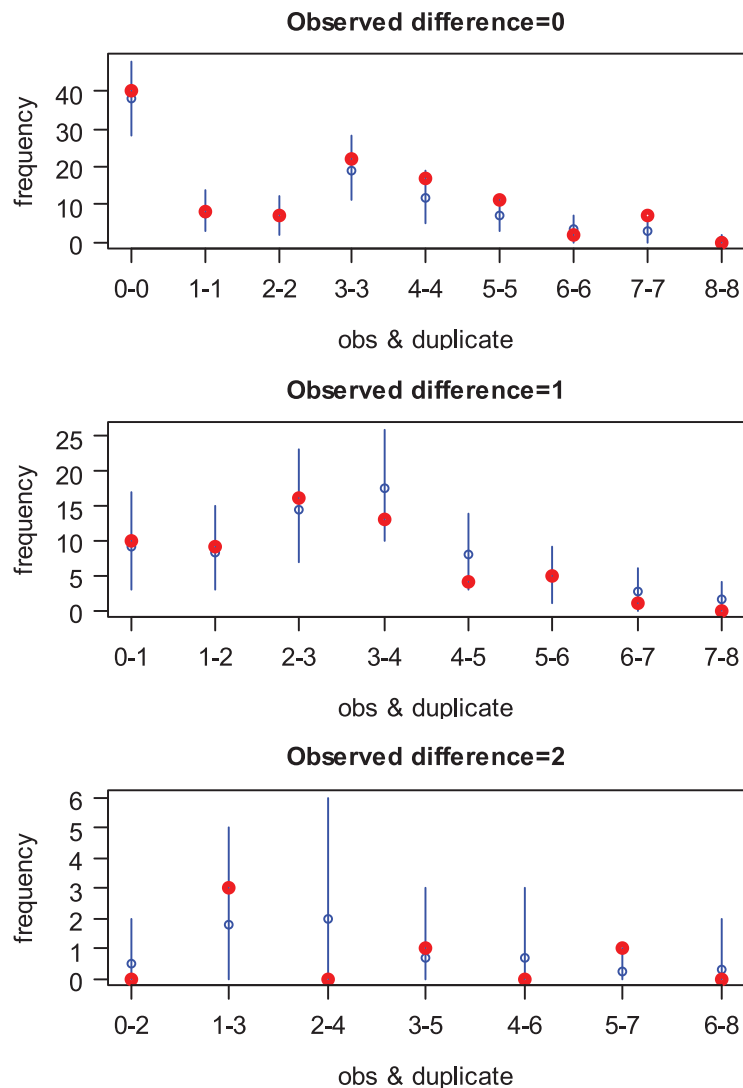 Observed difference=0
frequency
40
30
20
10
0
0-0 1-1 2-2 3-3 4-4 5-5 6-6 7-7 8-8
obs & duplicate
Observed difference=1
frequency
25
20
15
10
5
0
0-1 1-2 2-3 3-4 4-5 5-6 6-7 7-8
obs & duplicate
Observed difference=2
frequency
6
5
4
3
2
1
0
0-2 1-3 2-4 3-5 4-6 5-7 6-8
obs & duplicate